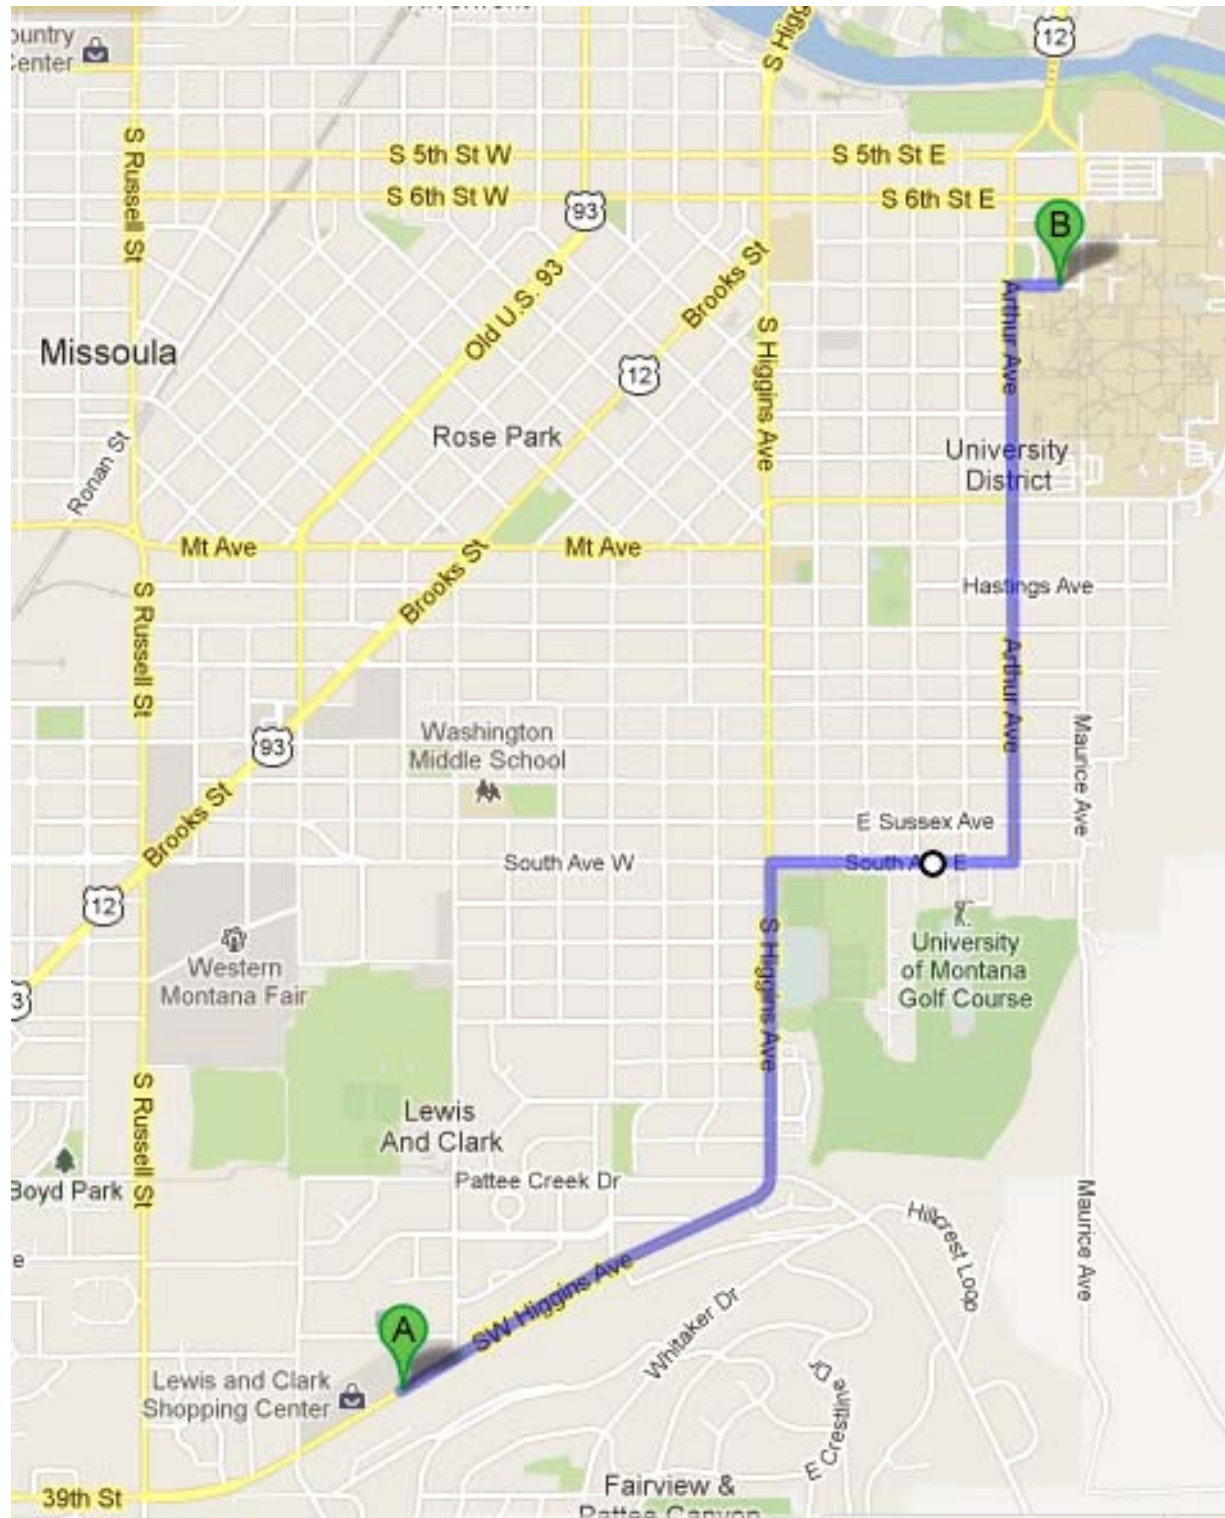 Country
Center
S Higg
12
S Russell St
S 5th St W
S 5th St E
S 6th St W
S 6th St E
93
B
Brooks St
Old U.S. 93
Arthur Ave
Missoula
12
S Higgins Ave
Rose Park
Ronan St
University
District
Mt Ave
Mt Ave
Brooks St
Hastings Ave
S Russell St
Arthur Ave
Washington
Middle School
93
Maurice Ave
Brooks St
E Sussex Ave
South Ave W
South A E
12
S Higgins Ave
University
of Montana
Golf Course
Western
Montana Fair
3
S Russell St
Lewis
And Clark
Boyd Park
Pattee Creek Dr
Hillcrest Loop
Maurice Ave
e
SW Higgins Ave
A
Whitaker Dr
Lewis and Clark
Shopping Center
E Crestline Dr
39th St
Fairview &
Pattee Canyon